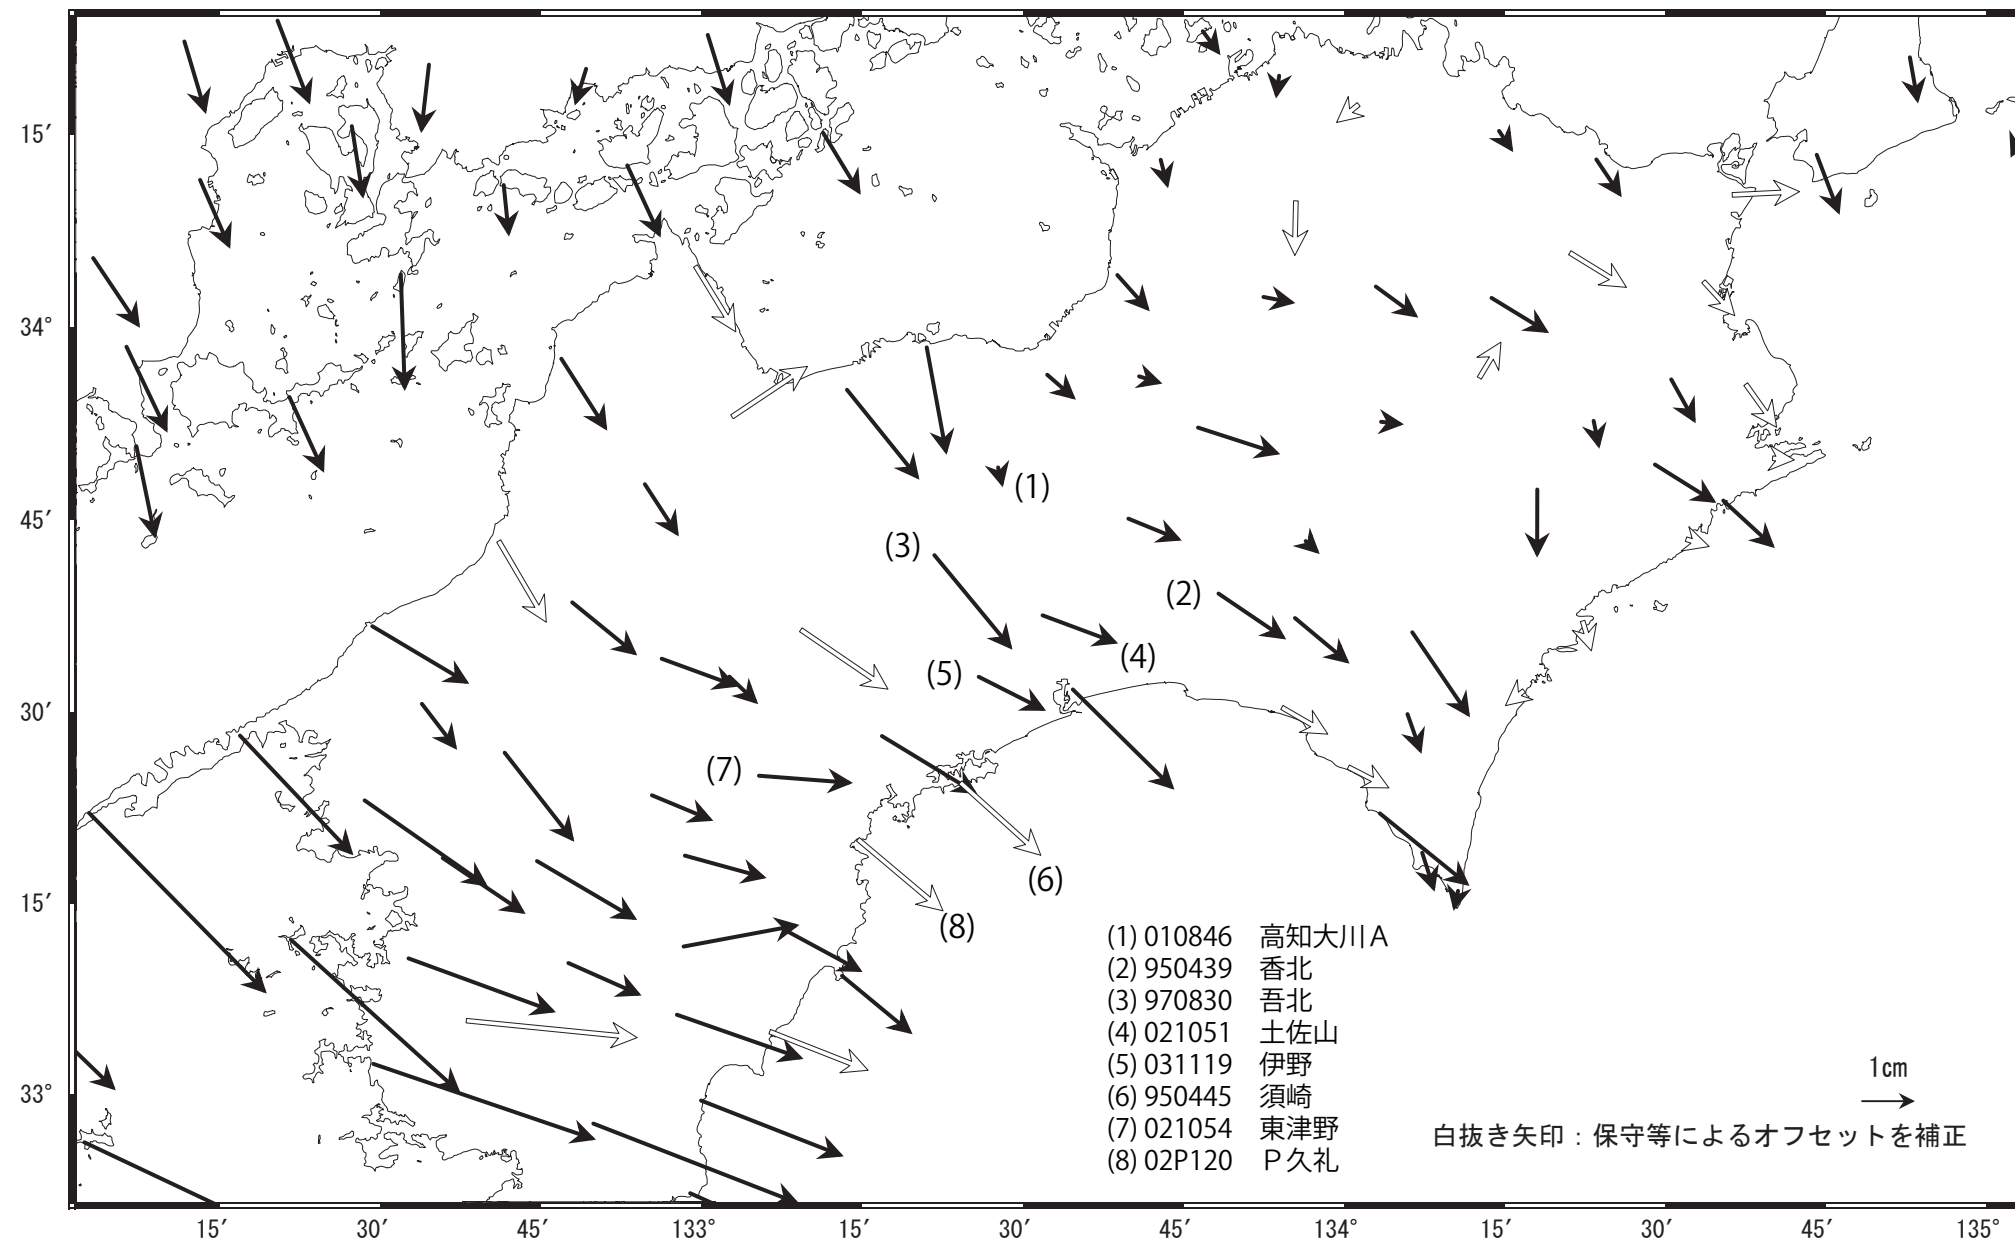 15′
34°
45′
30′
15′
33°
(1)
(3)
(2)
(4)
(5)
(7)
(6)
(8)
(1) 010846　高知大川Ａ
(2) 950439　香北
(3) 970830　吾北
(4) 021051　土佐山
(5) 031119　伊野
(6) 950445　須崎
(7) 021054　東津野
(8) 02P120　Ｐ久礼
1cm
白抜き矢印：保守等によるオフセットを補正
15′ 30′ 45′ 133° 15′ 30′ 45′ 134° 15′ 30′ 45′ 135°